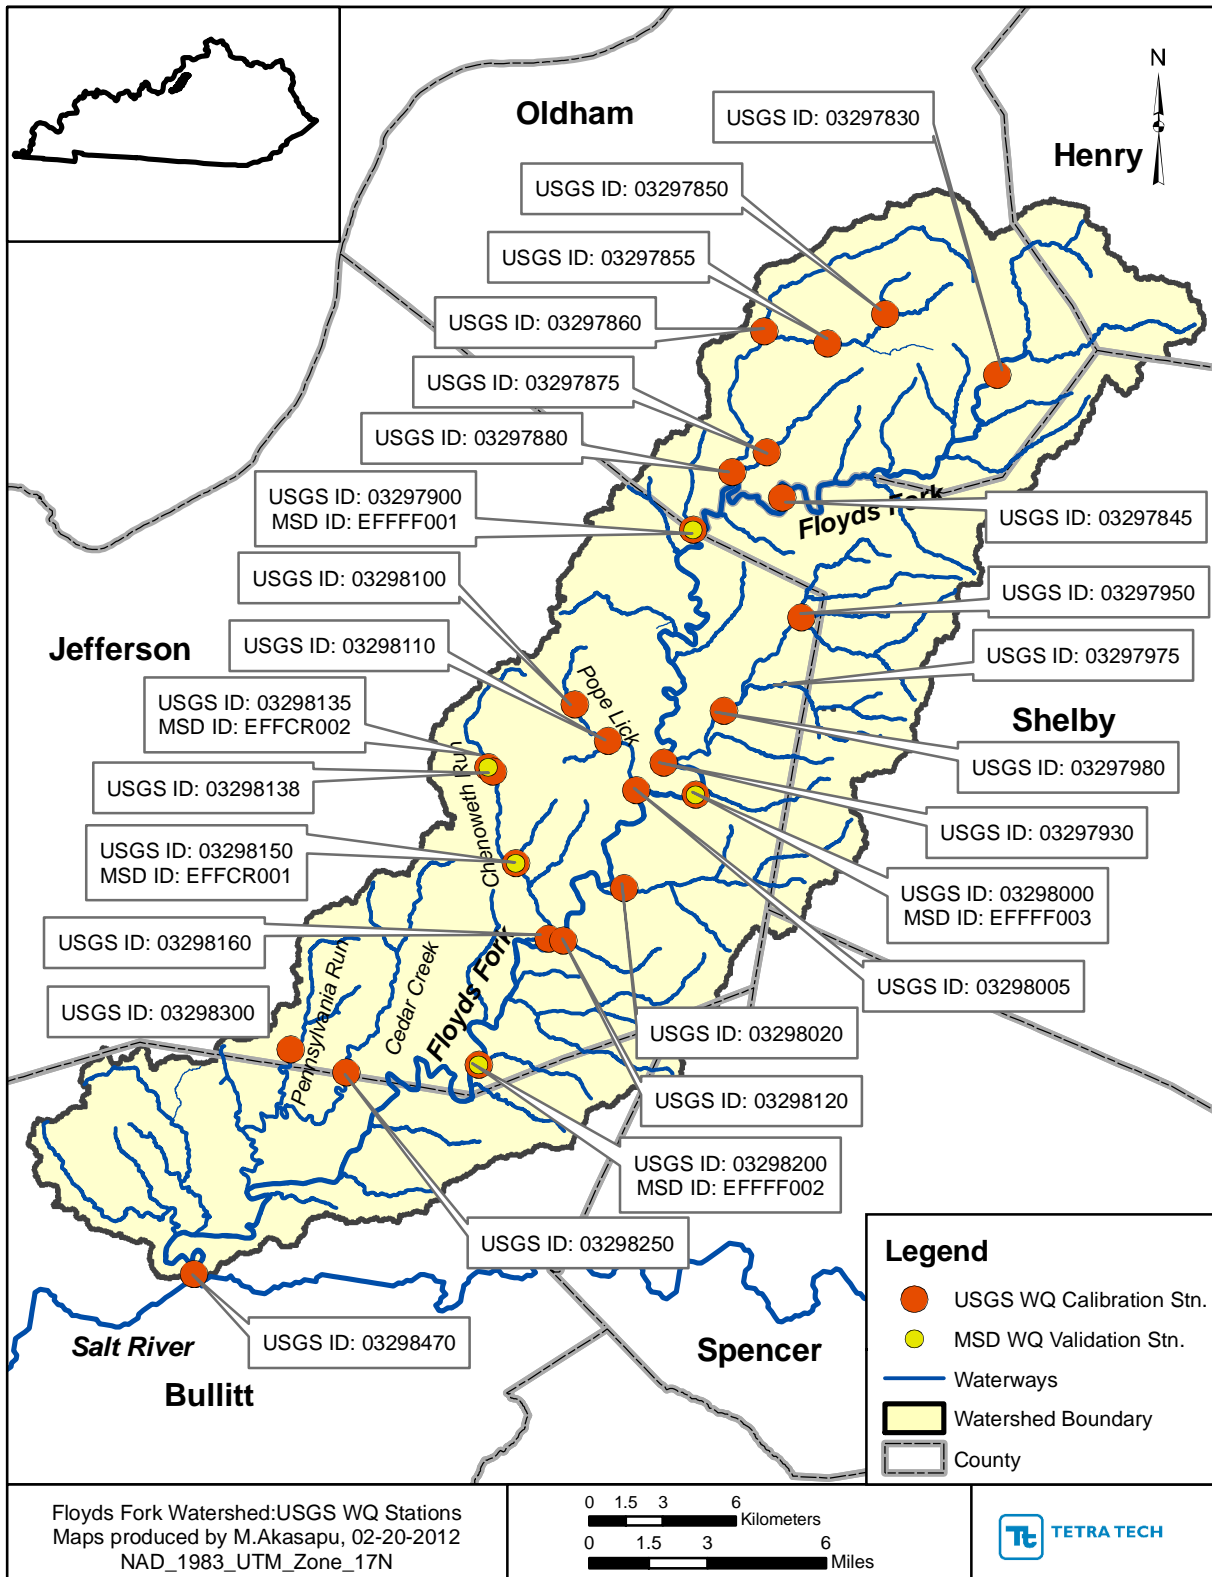 N
Oldham
Henry
USGS ID: 03297830
USGS ID: 03297850
USGS ID: 03297855
USGS ID: 03297860
USGS ID: 03297875
USGS ID: 03297880
USGS ID: 03297900
MSD ID: EFFFF001
Floyds Fork
USGS ID: 03297845
USGS ID: 03298100
USGS ID: 03297950
Jefferson
USGS ID: 03298110
USGS ID: 03297975
Pope Lick
USGS ID: 03298135
MSD ID: EFFCR002
Shelby
USGS ID: 03297980
USGS ID: 03298138
Chenoweth Run
USGS ID: 03297930
USGS ID: 03298150
MSD ID: EFFCR001
USGS ID: 03298000
MSD ID: EFFFF003
USGS ID: 03298160
USGS ID: 03298005
Pennsylvania Run
Cedar Creek
Floyds Fork
USGS ID: 03298300
USGS ID: 03298020
USGS ID: 03298120
USGS ID: 03298200
MSD ID: EFFFF002
USGS ID: 03298250
USGS ID: 03298470
Salt River
Bullitt
Spencer
Legend
USGS WQ Calibration Stn.
MSD WQ Validation Stn.
Waterways
Watershed Boundary
County
Floyds Fork Watershed:USGS WQ Stations
Maps produced by M.Akasapu, 02-20-2012
NAD_1983_UTM_Zone_17N
0 1.5 3 6
Kilometers
0 1.5 3 6
Miles
Tt TETRA TECH